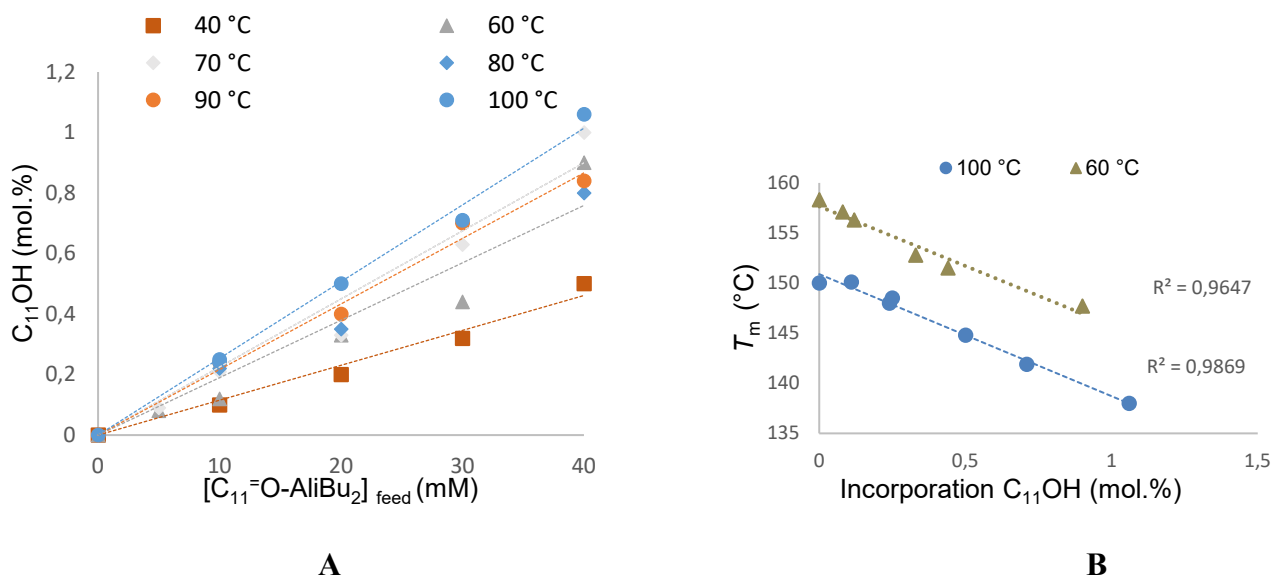 40 °C
60 °C
70 °C
80 °C
90 °C
100 °C
1,2
1
0,8
0,6
0,4
0,2
0
0
10
20
30
40
C₁₁OH (mol.%)
[C₁₁⁼O-AliBu₂] feed (mM)
A
100 °C
60 °C
160
155
150
145
140
135
0
0,5
1
1,5
R² = 0,9647
R² = 0,9869
Tm (°C)
Incorporation C₁₁OH (mol.%)
B